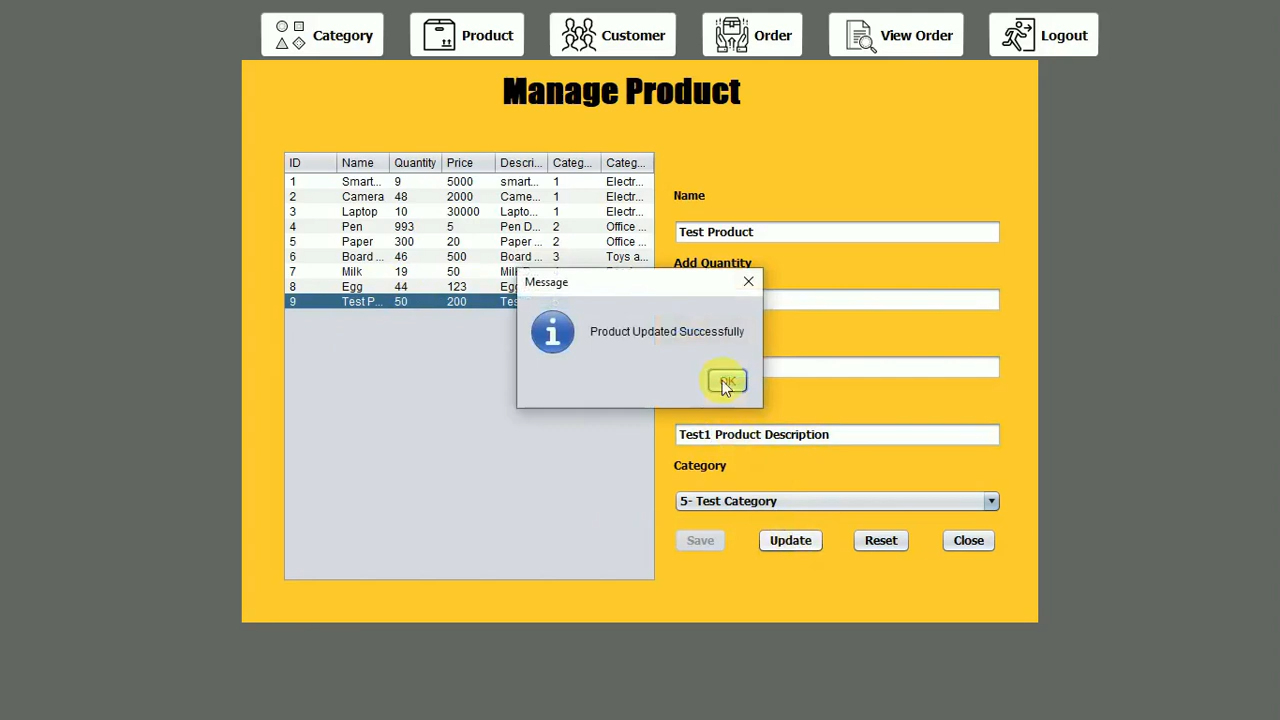 Category Product Customer Order View Order Logout
Manage Product
ID Name Quantity Price Descri... Categ... Categ...
1 Smart... 9 5000 smart... 1 Electr...
2 Camera 48 2000 Came... 1 Electr...
3 Laptop 10 30000 Lapto... 1 Electr...
4 Pen 993 5 Pen D... 2 Office ...
5 Paper 300 20 Paper ... 2 Office ...
6 Board ... 46 500 Board ... 3 Toys a...
7 Milk 19 50 Milk
8 Egg 44 123 Egg
9 Test P... 50 200 Tes
Name
Test Product
Add Quantity
Message
Product Updated Successfully
OK
Test1 Product Description
Category
5- Test Category
Save Update Reset Close